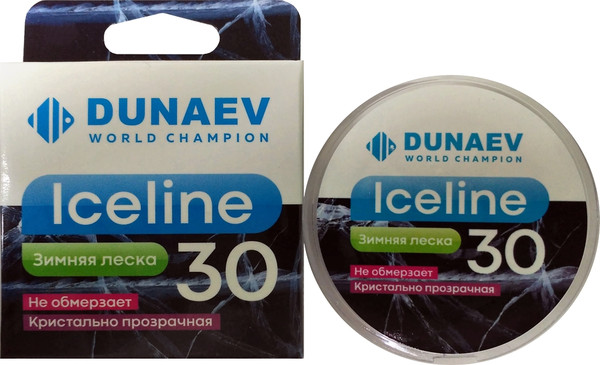 DUNAEV
WORLD CHAMPION
Iceline
Зимняя леска
30
Не обмерзает
Кристально прозрачная
DUNAEV
WORLD CHAMPION
Iceline
Зимняя леска
30
Не обмерзает
Кристально прозрачная